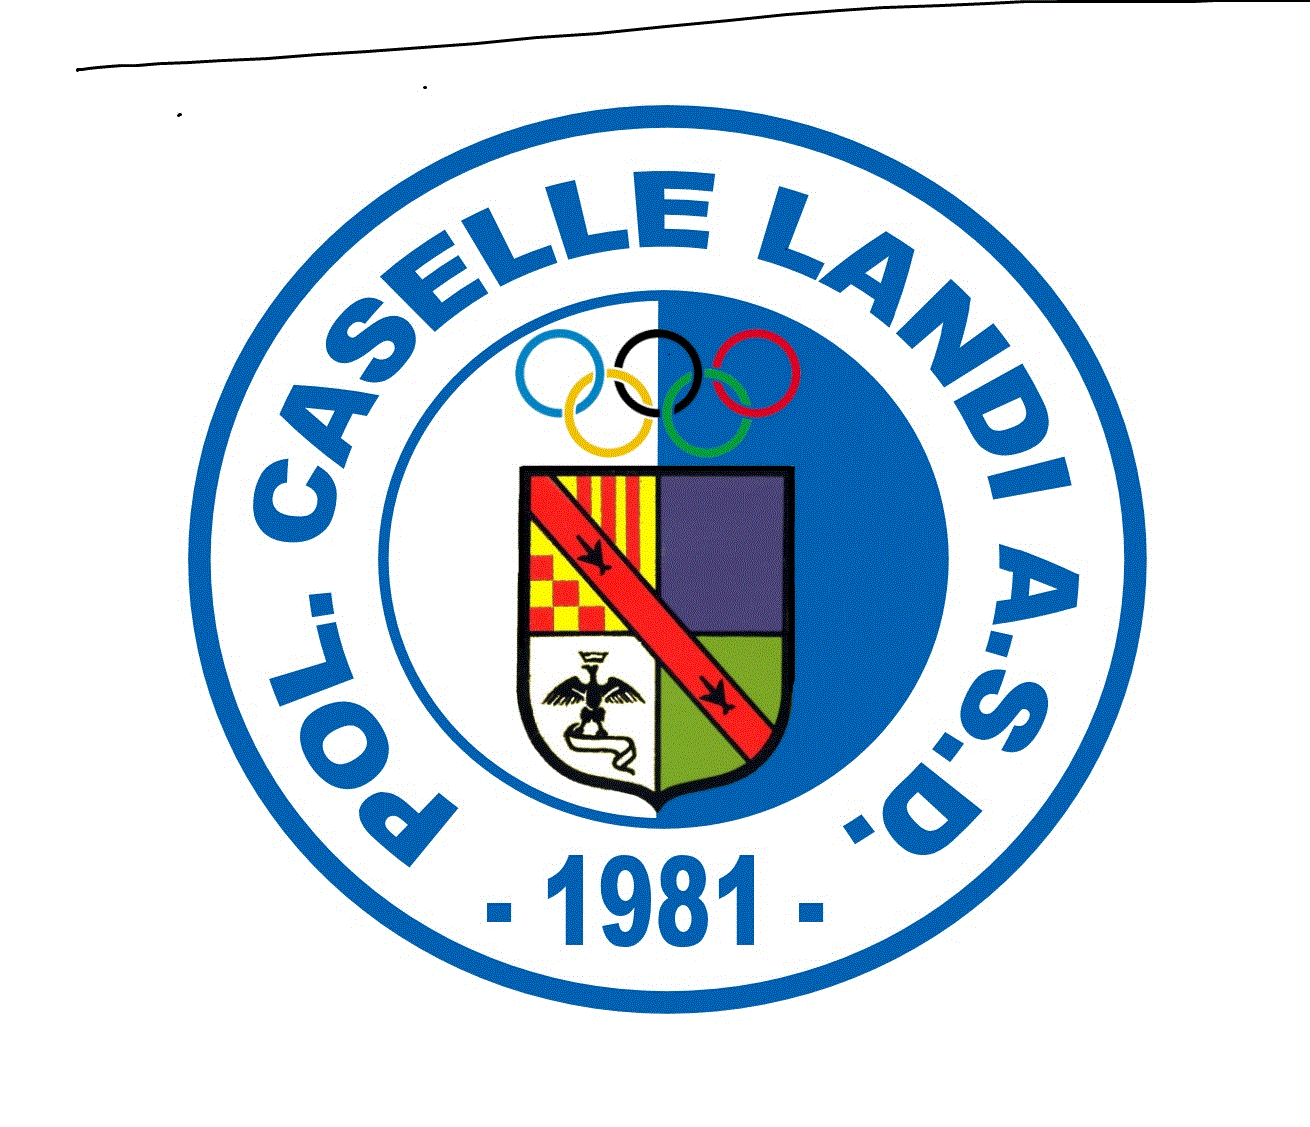 POL. CASELLE LANDI A.S.D.
- 1981 -